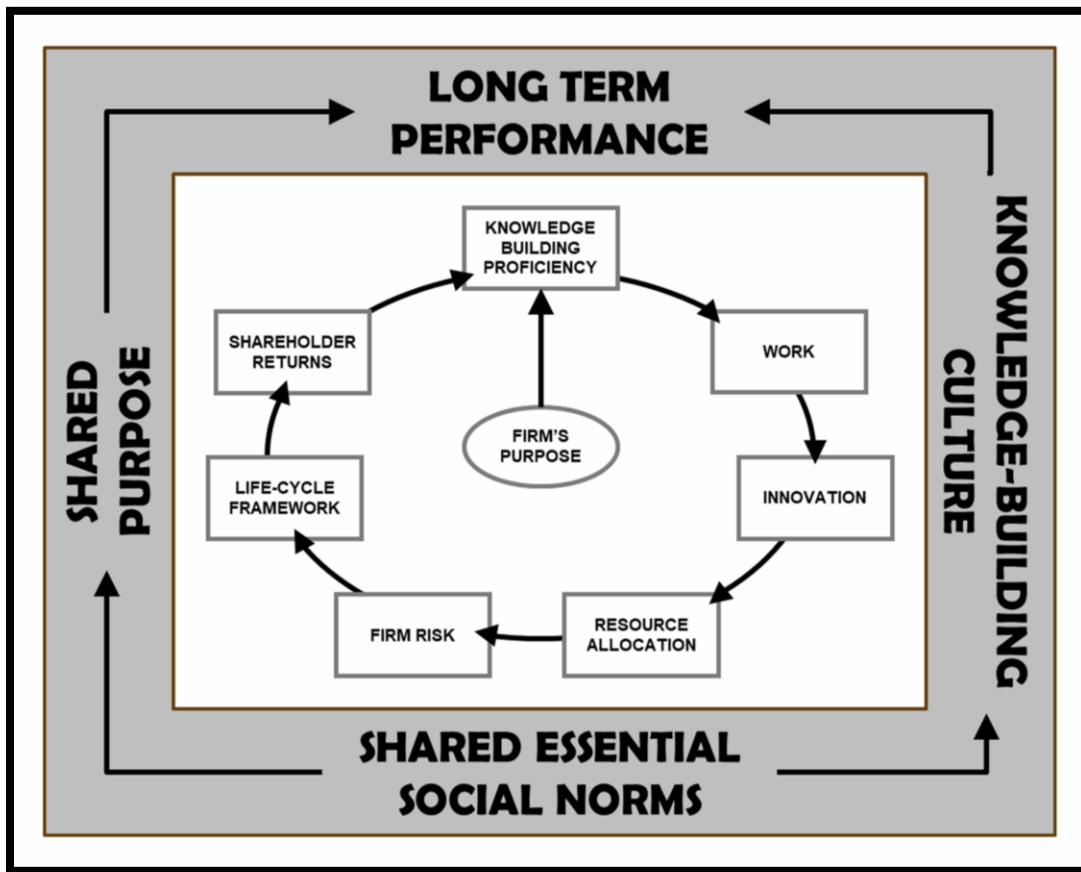 LONG TERM
PERFORMANCE
KNOWLEDGE
BUILDING
PROFICIENCY
WORK
INNOVATION
RESOURCE
ALLOCATION
FIRM RISK
LIFE-CYCLE
FRAMEWORK
SHAREHOLDER
RETURNS
FIRM'S
PURPOSE
SHARED
PURPOSE
KNOWLEDGE-BUILDING
CULTURE
SHARED ESSENTIAL
SOCIAL NORMS